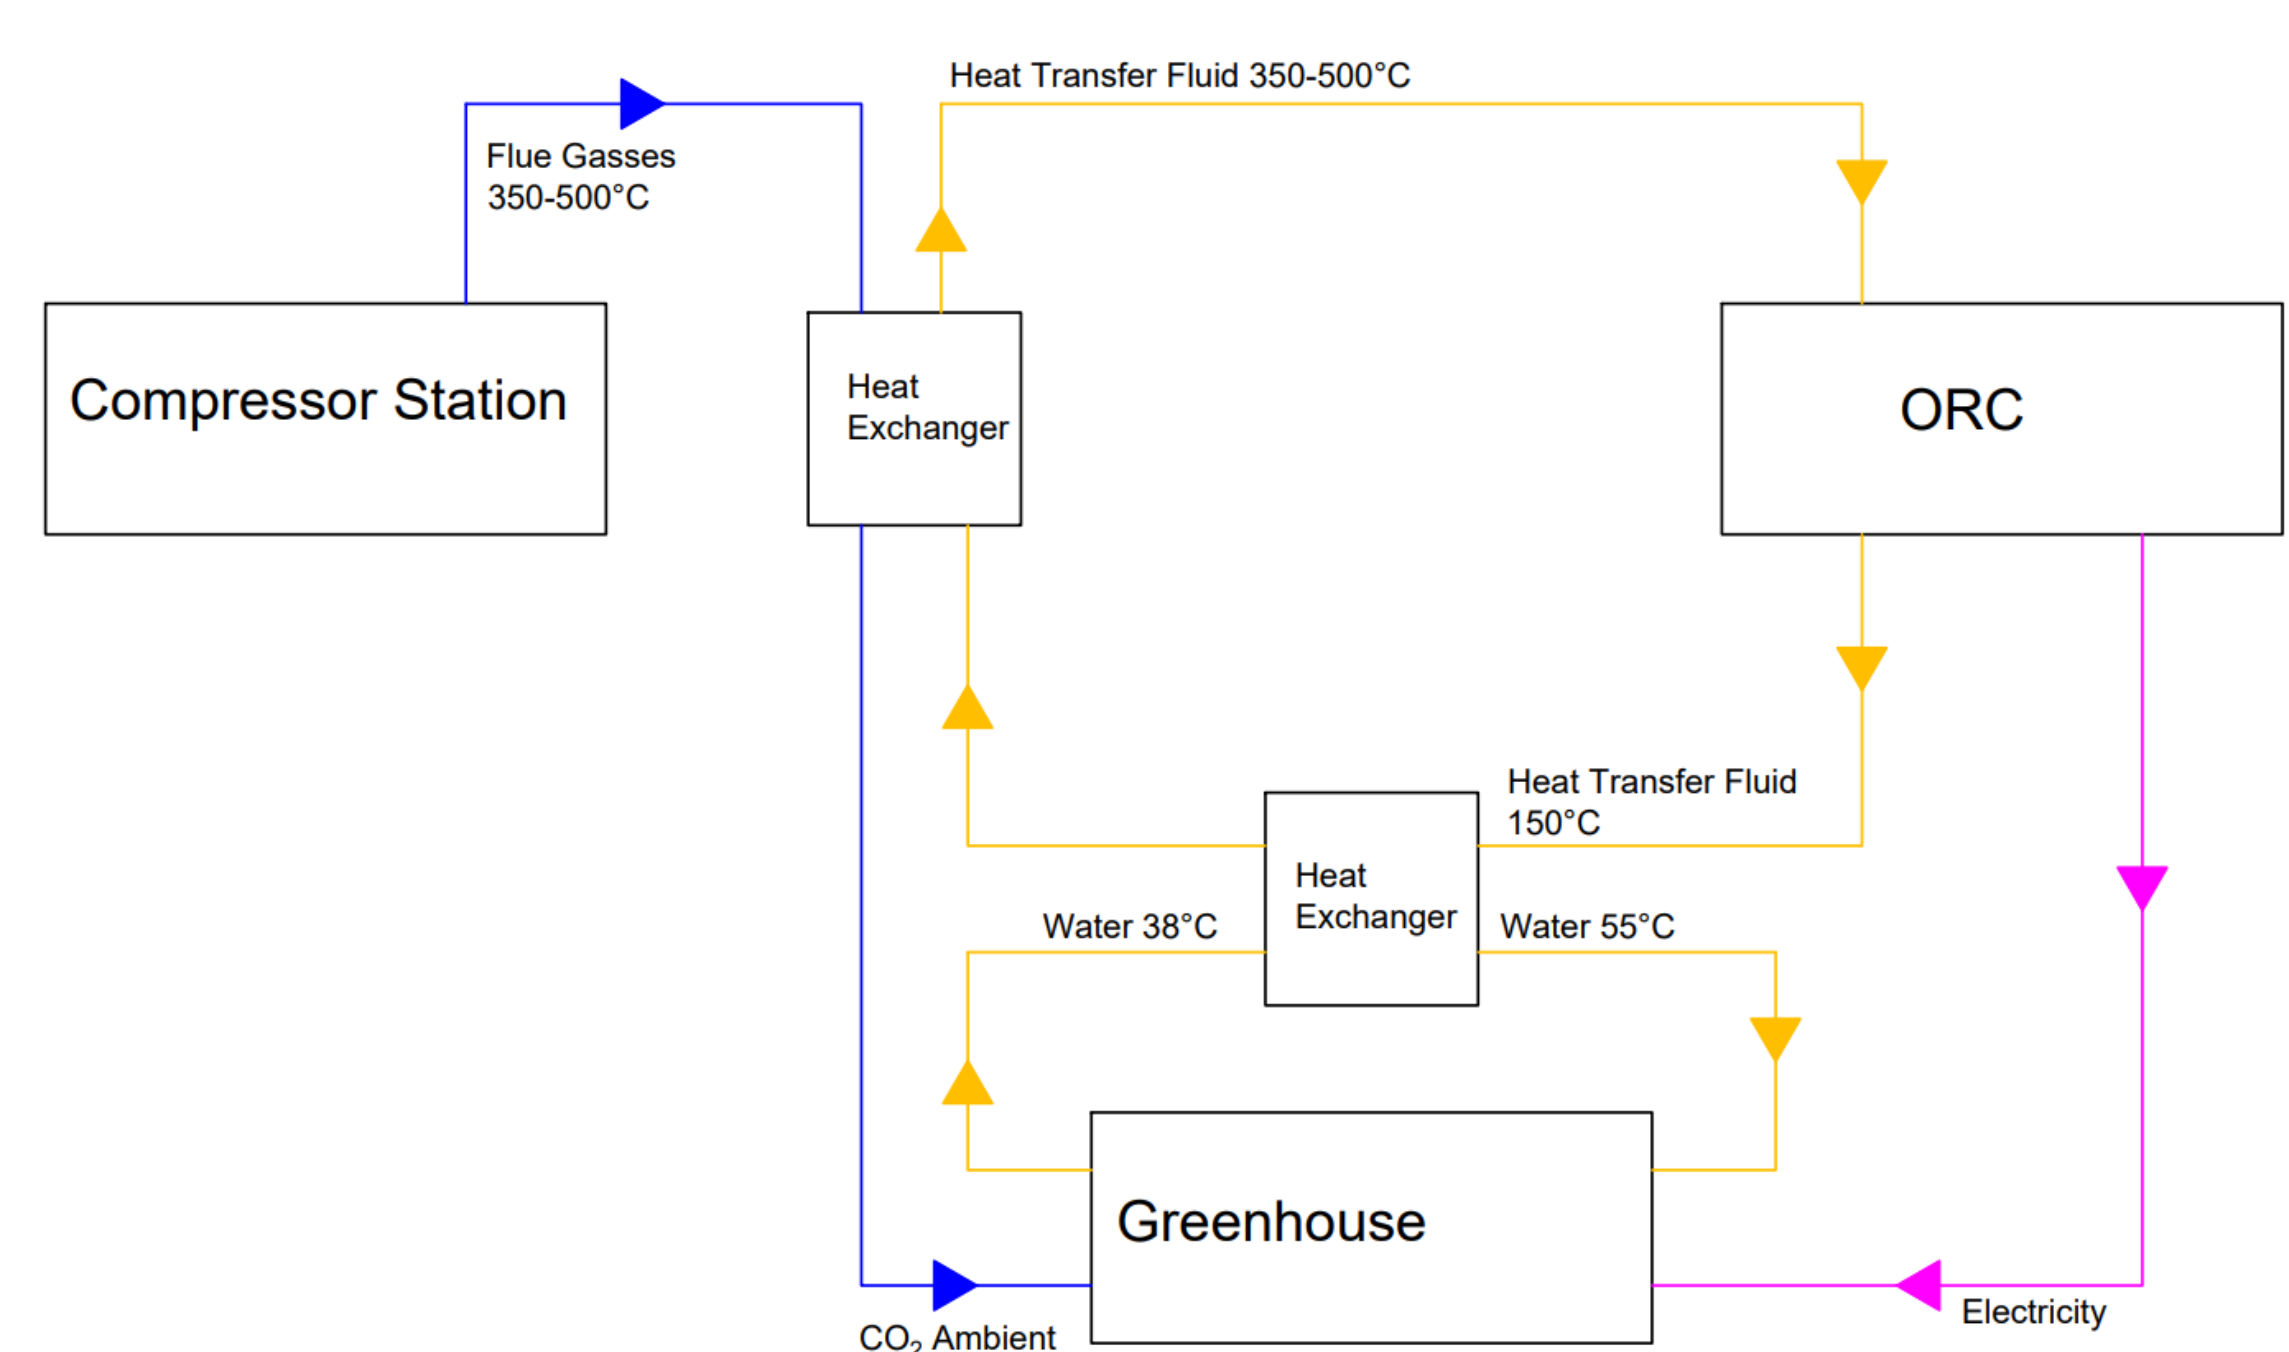 Heat Transfer Fluid 350-500°C
Flue Gasses
350-500°C
Compressor Station
Heat
Exchanger
ORC
Heat Transfer Fluid
150°C
Heat
Exchanger
Water 38°C
Water 55°C
Greenhouse
CO₂ Ambient
Electricity